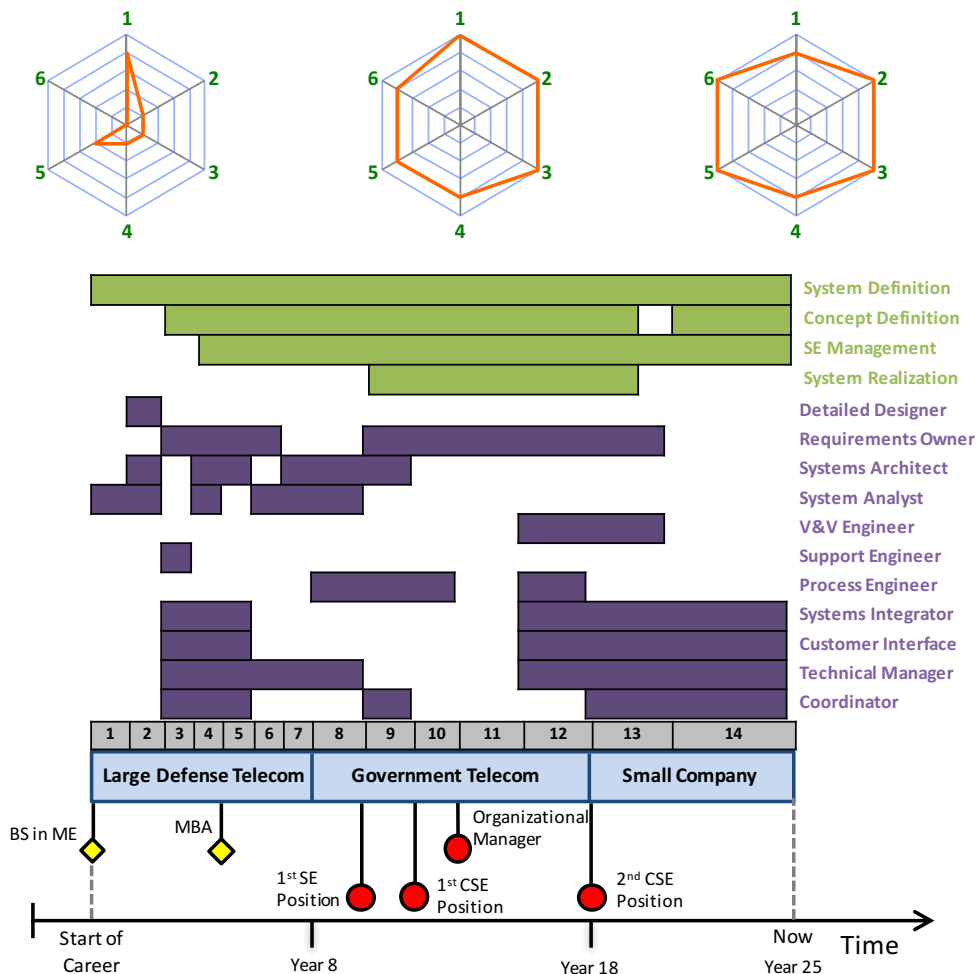 1
1
1
6
2
6
2
6
2
5
3
5
3
5
3
4
4
4
System Definition
Concept Definition
SE Management
System Realization
Detailed Designer
Requirements Owner
Systems Architect
System Analyst
V&V Engineer
Support Engineer
Process Engineer
Systems Integrator
Customer Interface
Technical Manager
Coordinator
1 2 3 4 5 6 7 8 9 10 11 12 13 14
Large Defense Telecom
Government Telecom
Small Company
BS in ME
MBA
Organizational
Manager
1st SE
Position
1st CSE
Position
2nd CSE
Position
Start of
Career
Year 8
Year 18
Now
Year 25
Time